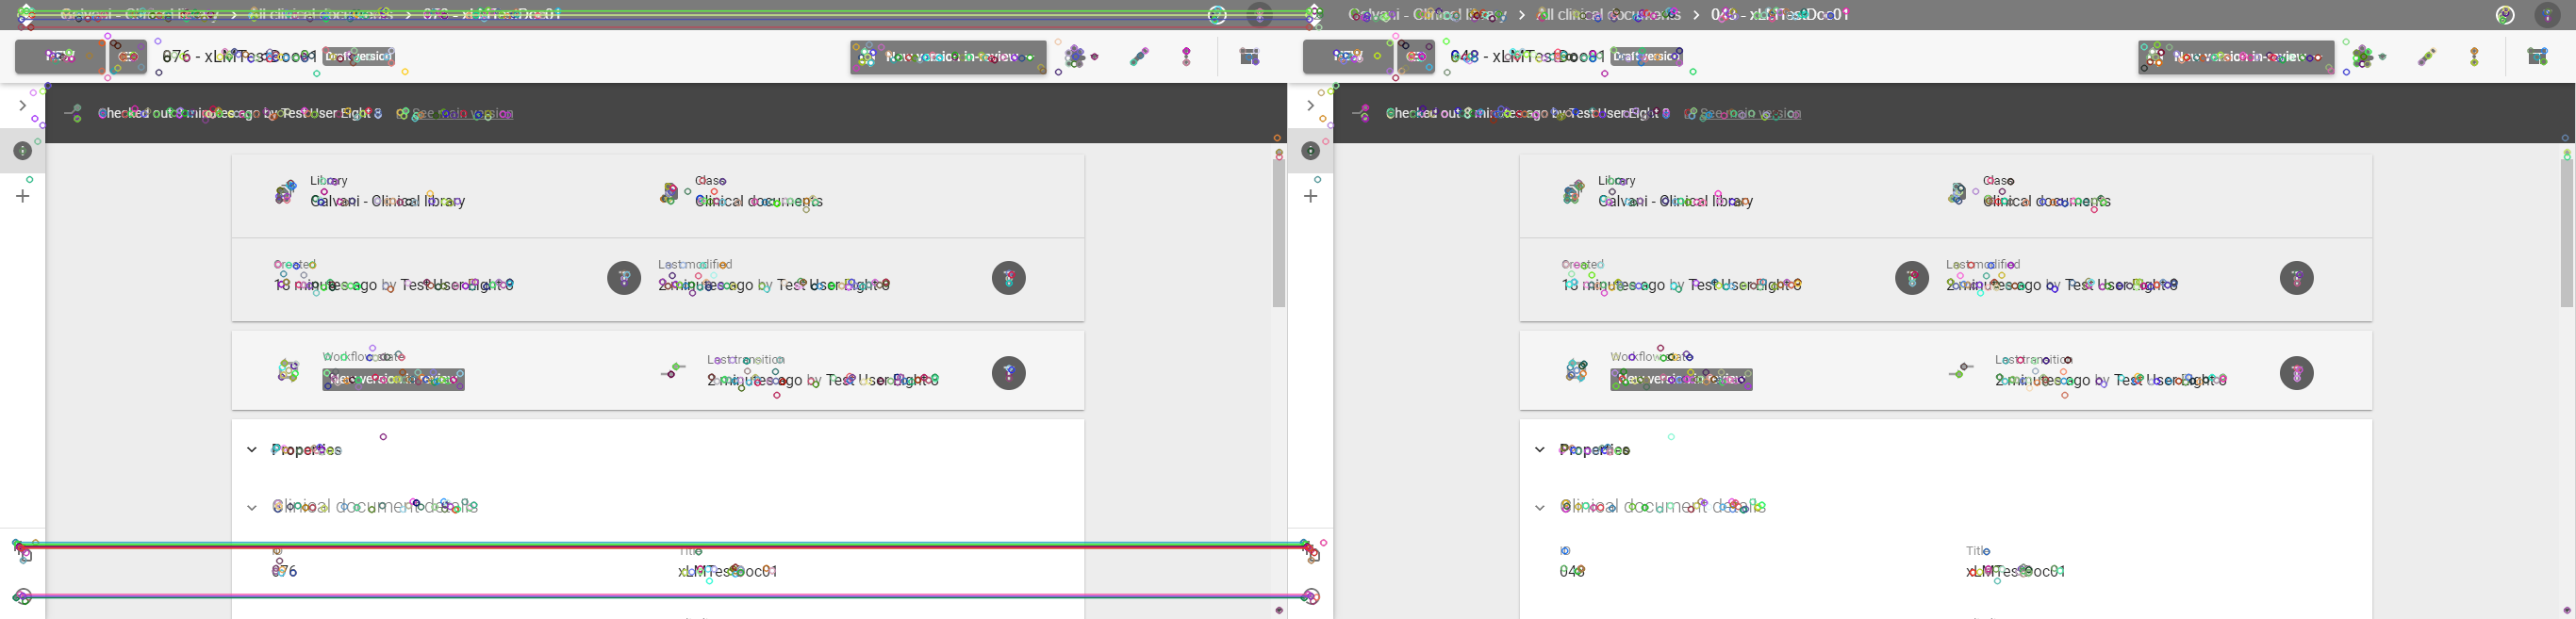 Galvani - Clinical library > All clinical documents > 076 - xLMTestDoc01
NEW 076 - xLMTestDoc01 Draft version New version in-review
Checked out 8 minutes ago by Test User Eight 8 See main version
Library
Galvani - Clinical library
Class
Clinical documents
Created
18 minutes ago by Test User Eight 8
Last modified
2 minutes ago by Test User Eight 8
Workflow state
New version in-review
Last transition
2 minutes ago by Test User Eight 8
Properties
Clinical document details
ID
076
Title
xLMTestDoc01
Galvani - Clinical library > All clinical documents > 048 - xLMTestDoc01
NEW 048 - xLMTestDoc01 Draft version New version in-review
Checked out 8 minutes ago by Test User Eight 8 See main version
Library
Galvani - Clinical library
Class
Clinical documents
Created
18 minutes ago by Test User Eight 8
Last modified
2 minutes ago by Test User Eight 8
Workflow state
New version in-review
Last transition
2 minutes ago by Test User Eight 8
Properties
Clinical document details
ID
048
Title
xLMTestDoc01